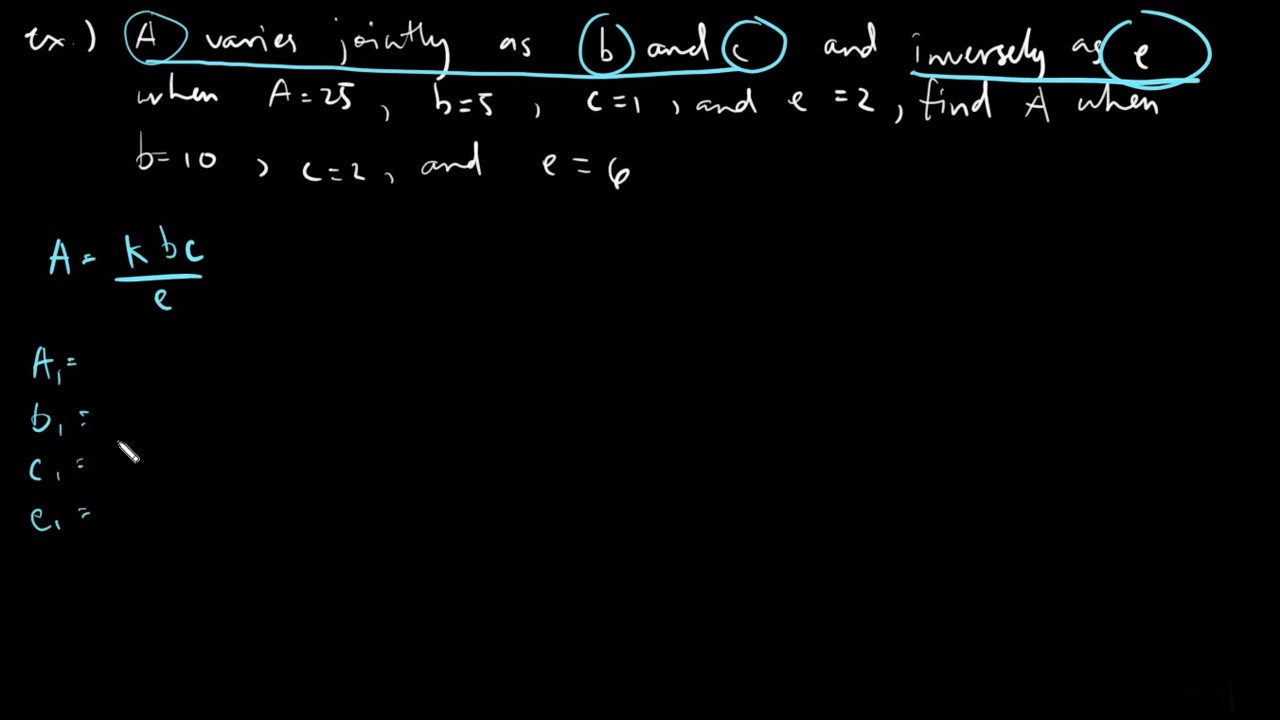 ex.) A varies jointly as b and c and inversely as e
when A=25, b=5, c=1, and e=2, find A when
b=10, c=2, and e=6
A = kbc/e
A₁ =
b₁ =
c₁ =
e₁ =